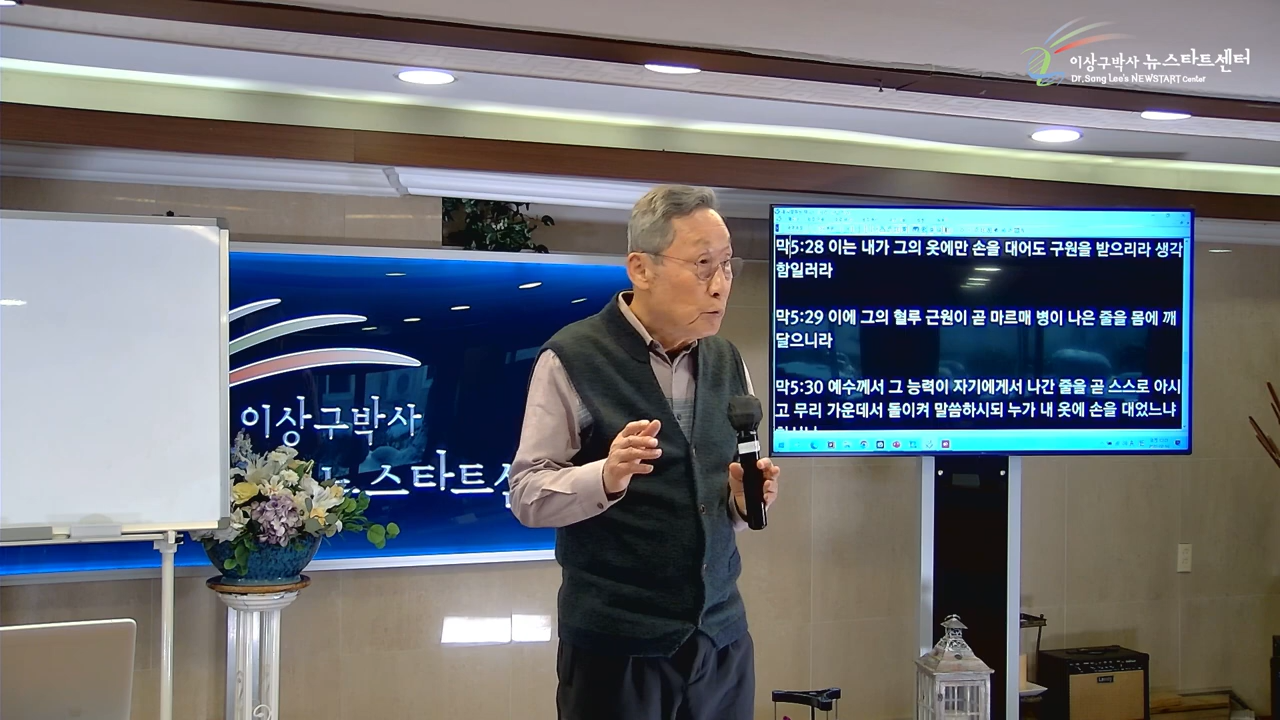 이상구박사 뉴스타트센터
Dr. Sang Lee's NEWSTART Center
막5:28 이는 내가 그의 옷에만 손을 대어도 구원을 받으리라 생각
함일러라
막5:29 이에 그의 혈루 근원이 곧 마르매 병이 나은 줄을 몸에 깨
달으니라
막5:30 예수께서 그 능력이 자기에게서 나간 줄을 곧 스스로 아시
고 무리 가운데서 돌이켜 말씀하시되 누가 내 옷에 손을 대었느냐
이상구박사
뉴스타트